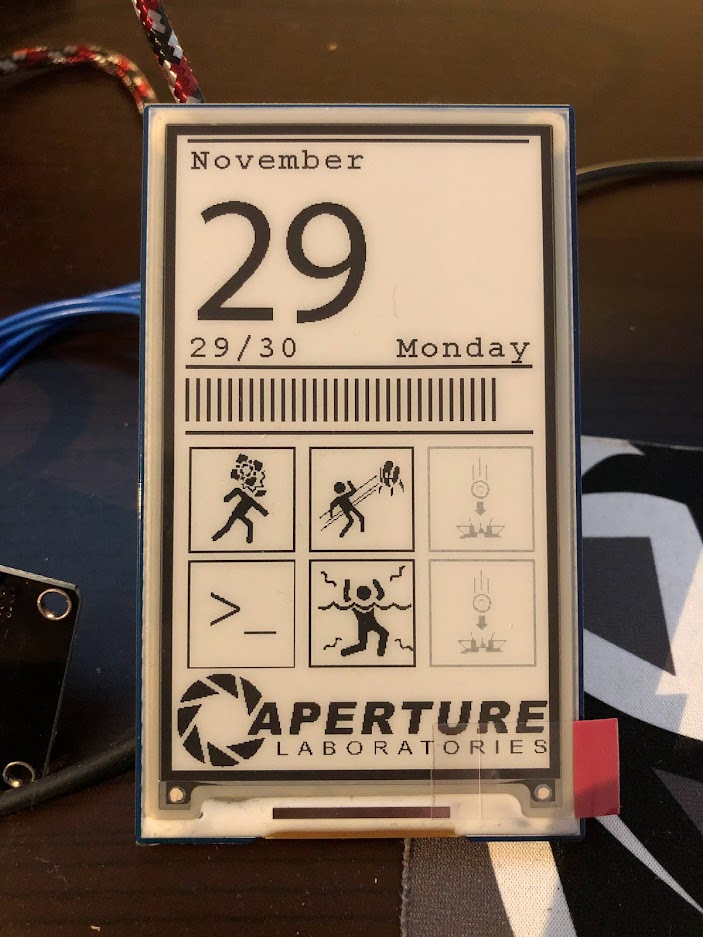 November
29
29/30 Monday
>_
APERTURE
LABORATORIES